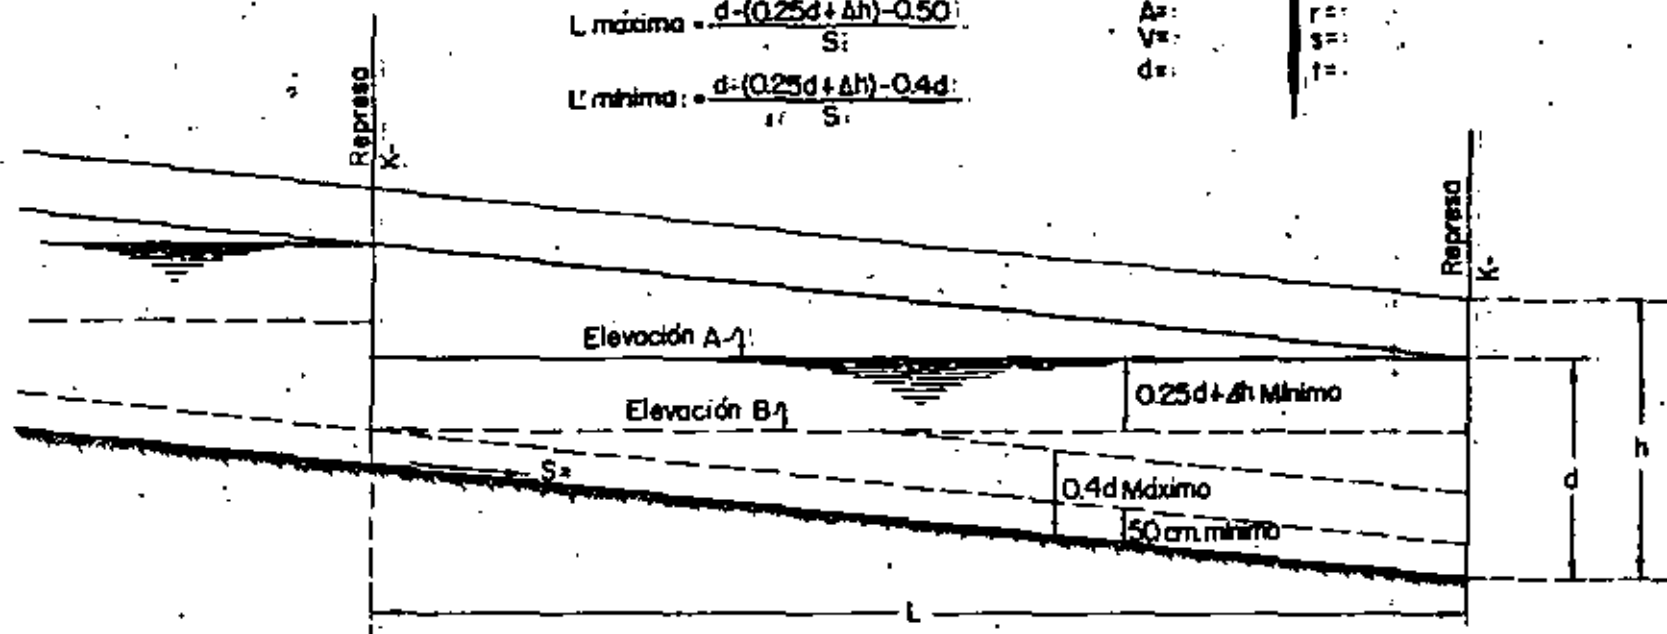 L máxima = d-(0.25d+Δh)-0.50
S
L mínima = d-(0.25d+Δh)-0.4d
S
A=
V=
d=
r=
s=
t=
Represa
K-
Represa
K-
Elevación A
0.25d+Δh Mínimo
Elevación B
S=
0.4d Máximo
50 cm. mínimo
d
h
L